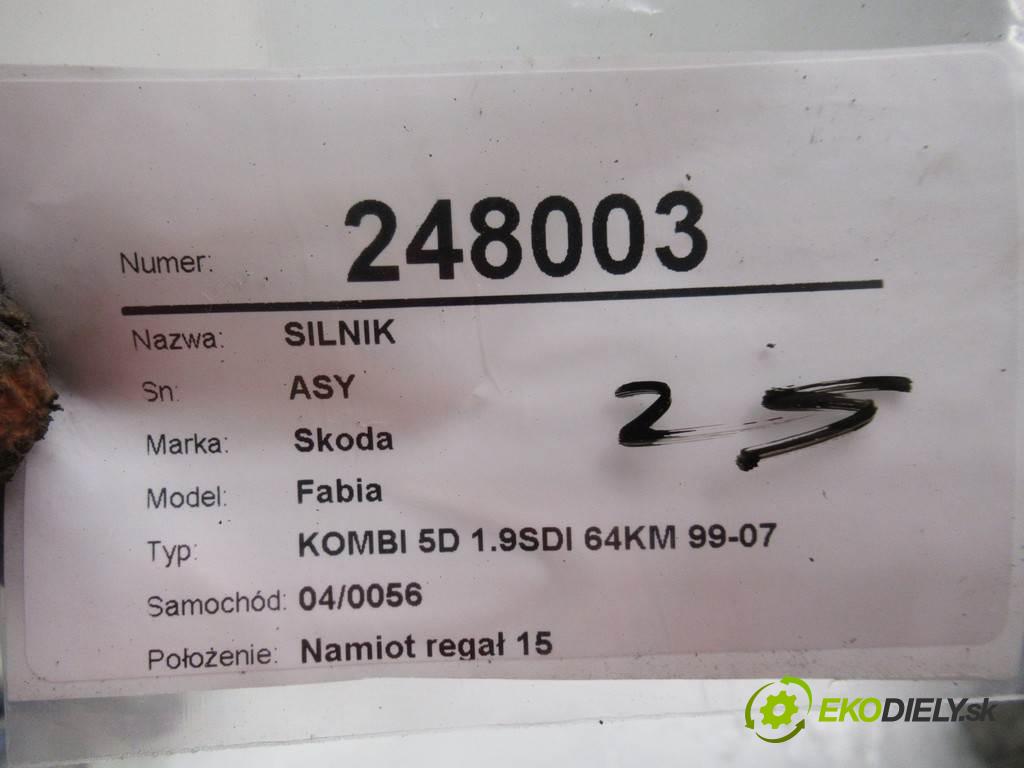 Numer: 248003
Nazwa: SILNIK
Sn: ASY
Marka: Skoda
25
Model: Fabia
Typ: KOMBI 5D 1.9SDI 64KM 99-07
Samochód: 04/0056
Położenie: Namiot regał 15
EKODIELY.sk